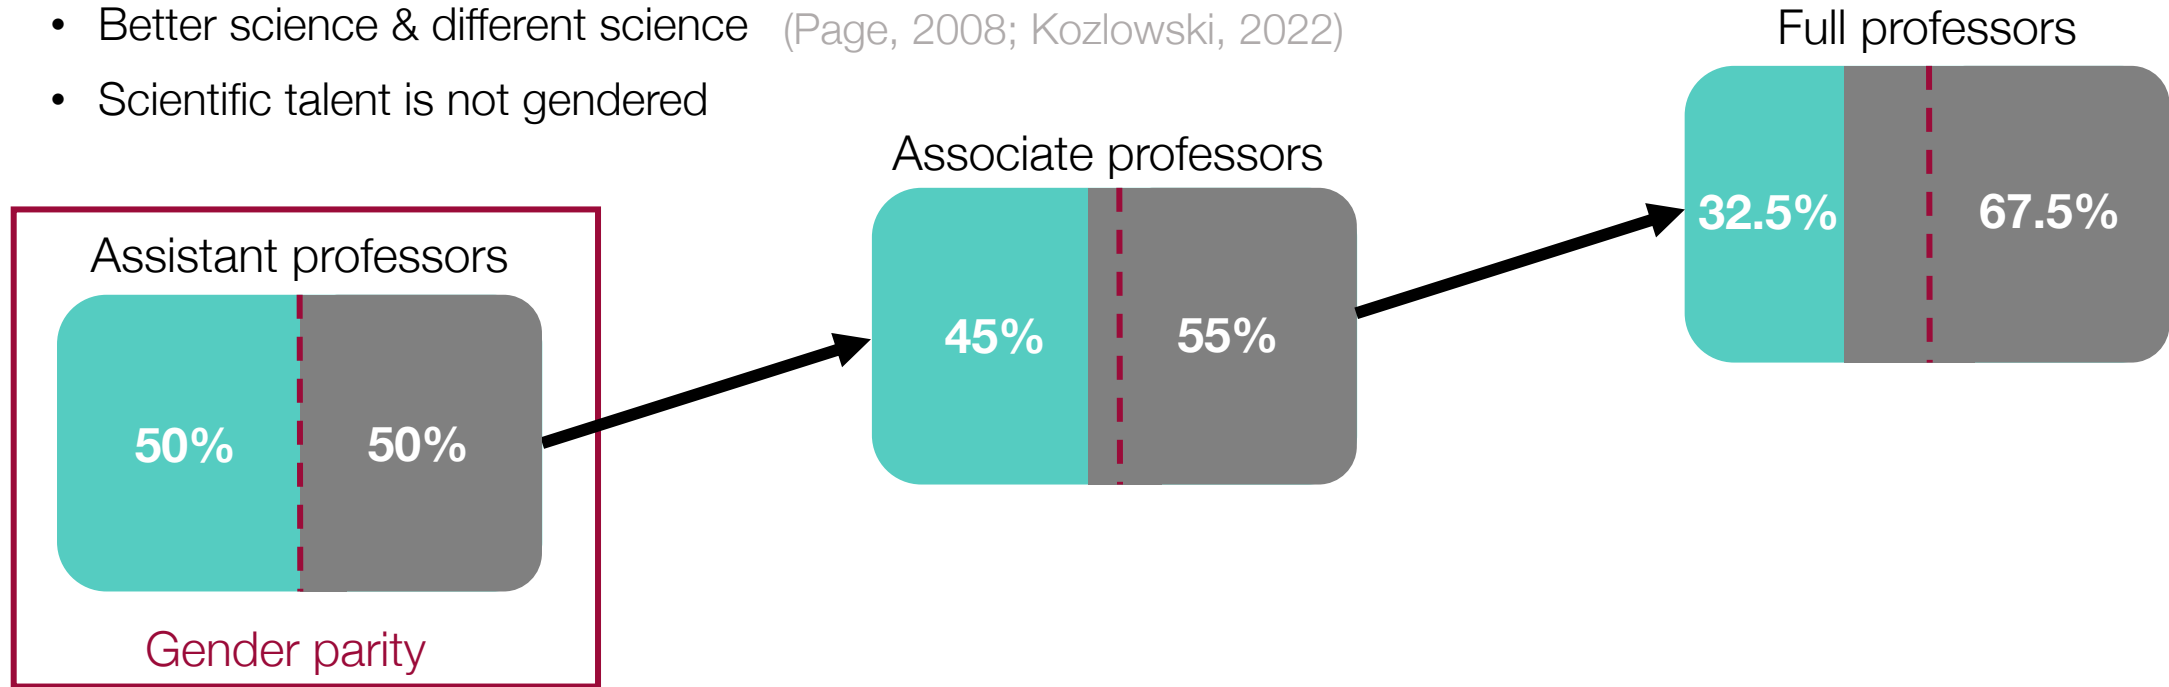 • Better science & different science (Page, 2008; Kozlowski, 2022)
• Scientific talent is not gendered
Assistant professors
50% 50%
Gender parity
Associate professors
45% 55%
Full professors
32.5% 67.5%